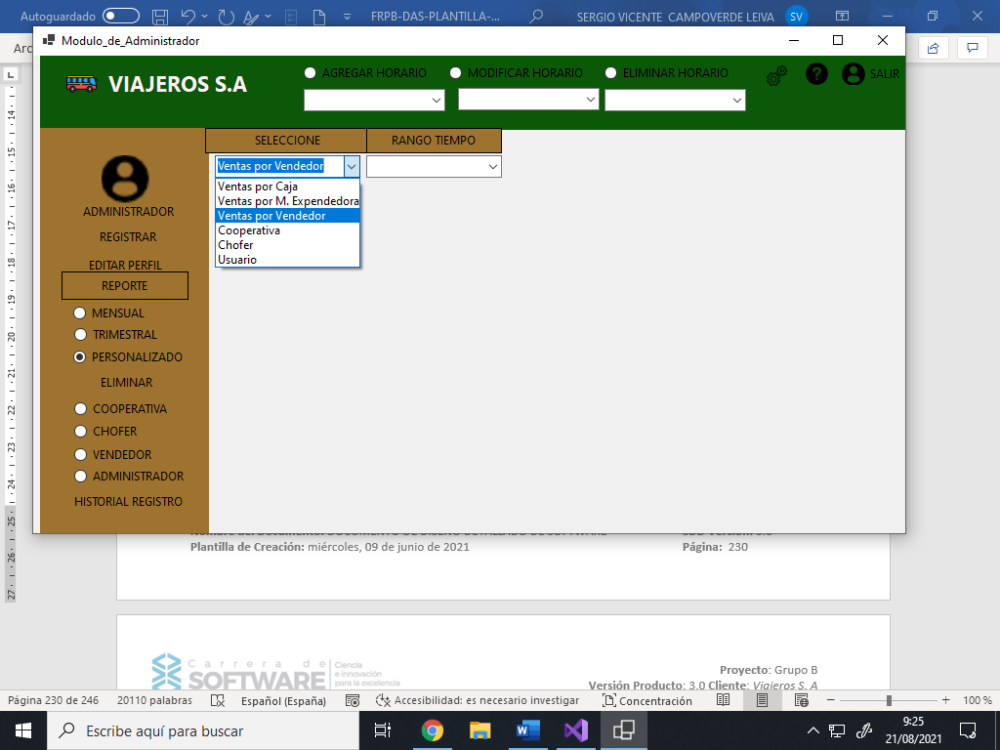 Autoguardado
FRPB-DAS-PLANTILLA-...
SERGIO VICENTE CAMPOVERDE LEIVA
SV
Modulo_de_Administrador
VIAJEROS S.A
AGREGAR HORARIO
MODIFICAR HORARIO
ELIMINAR HORARIO
SALIR
SELECCIONE
RANGO TIEMPO
Ventas por Vendedor
Ventas por Caja
Ventas por M. Expendedora
Ventas por Vendedor
Cooperativa
Chofer
Usuario
ADMINISTRADOR
REGISTRAR
EDITAR PERFIL
REPORTE
MENSUAL
TRIMESTRAL
PERSONALIZADO
ELIMINAR
COOPERATIVA
CHOFER
VENDEDOR
ADMINISTRADOR
HISTORIAL REGISTRO
Plantilla de Creación: miércoles, 09 de junio de 2021
Página: 230
Carrera de
SOFTWARE
Ciencia
e innovación
para la excelencia
Proyecto: Grupo B
Versión Producto: 3.0 Cliente: Viajeros S. A
Página 230 de 246
20110 palabras
Español (España)
Accesibilidad: es necesario investigar
Concentración
100 %
Escribe aquí para buscar
9:25
21/08/2021